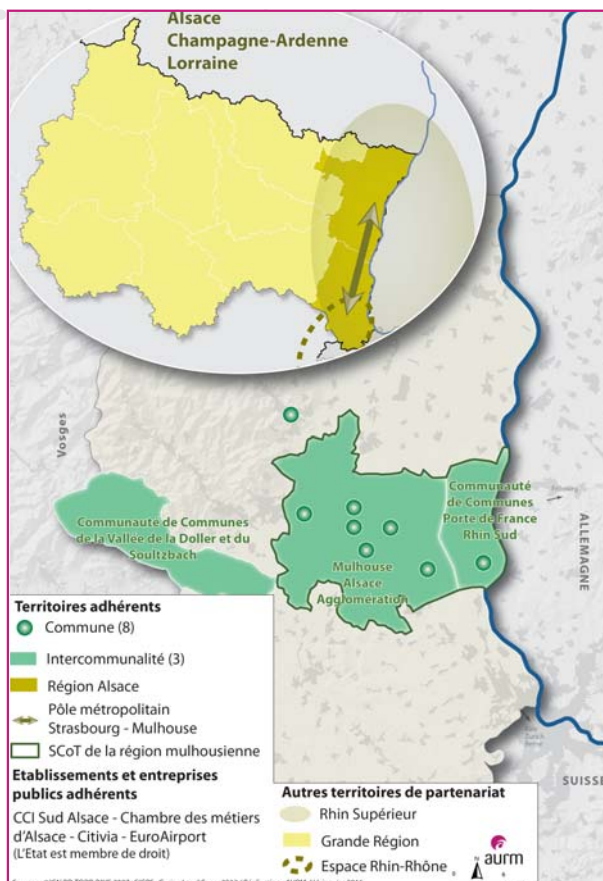 Alsace
Champagne-Ardenne
Lorraine
Vosges
Communauté de Communes
de la Vallée de la Doller et du
Soultzbach
Communauté
de Communes
Porte de France
Rhin Sud
Mulhouse
Alsace
Agglomération
ALLEMAGNE
SUISSE
Territoires adhérents
Commune (8)
Intercommunalité (3)
Région Alsace
Pôle métropolitain
Strasbourg - Mulhouse
SCoT de la région mulhousienne
Etablissements et entreprises
publics adhérents
CCI Sud Alsace - Chambre des métiers
d'Alsace - Citivia - EuroAirport
(L'Etat est membre de droit)
Autres territoires de partenariat
Rhin Supérieur
Grande Région
Espace Rhin-Rhône
N
aurm